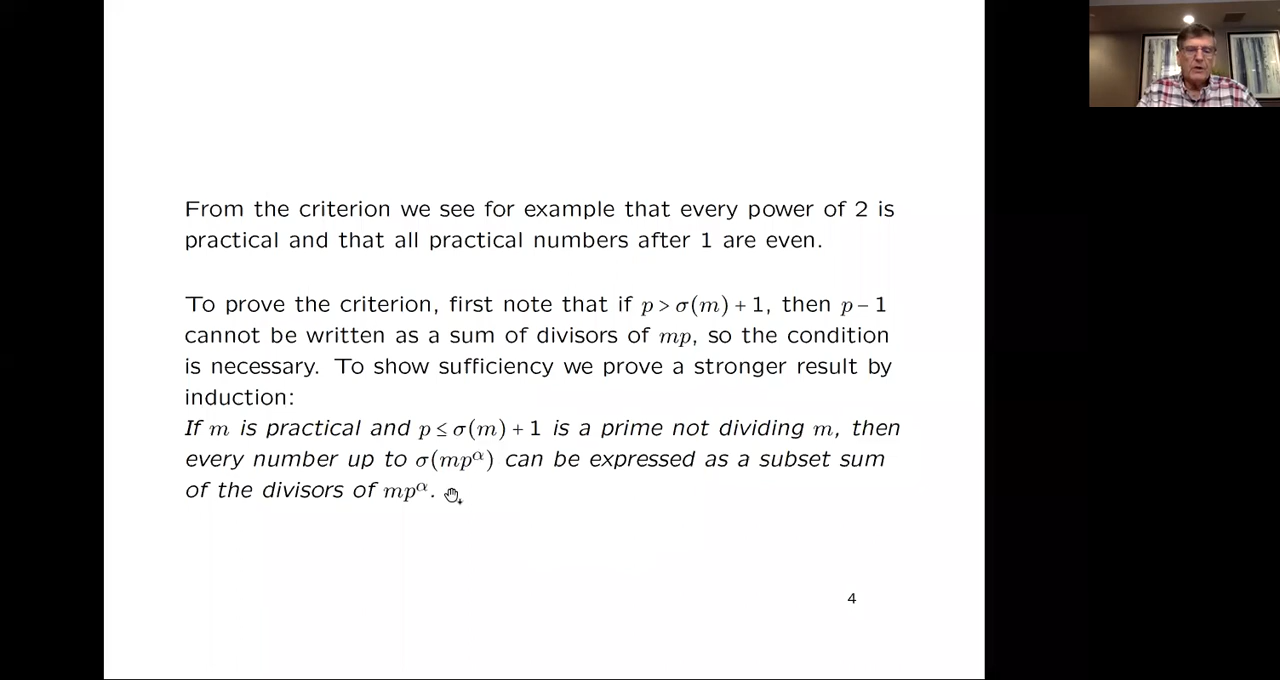 From the criterion we see for example that every power of 2 is
practical and that all practical numbers after 1 are even.
To prove the criterion, first note that if p > σ(m) + 1, then p − 1
cannot be written as a sum of divisors of mp, so the condition
is necessary. To show sufficiency we prove a stronger result by
induction:
If m is practical and p ≤ σ(m) + 1 is a prime not dividing m, then
every number up to σ(mp^α) can be expressed as a subset sum
of the divisors of mp^α.
4